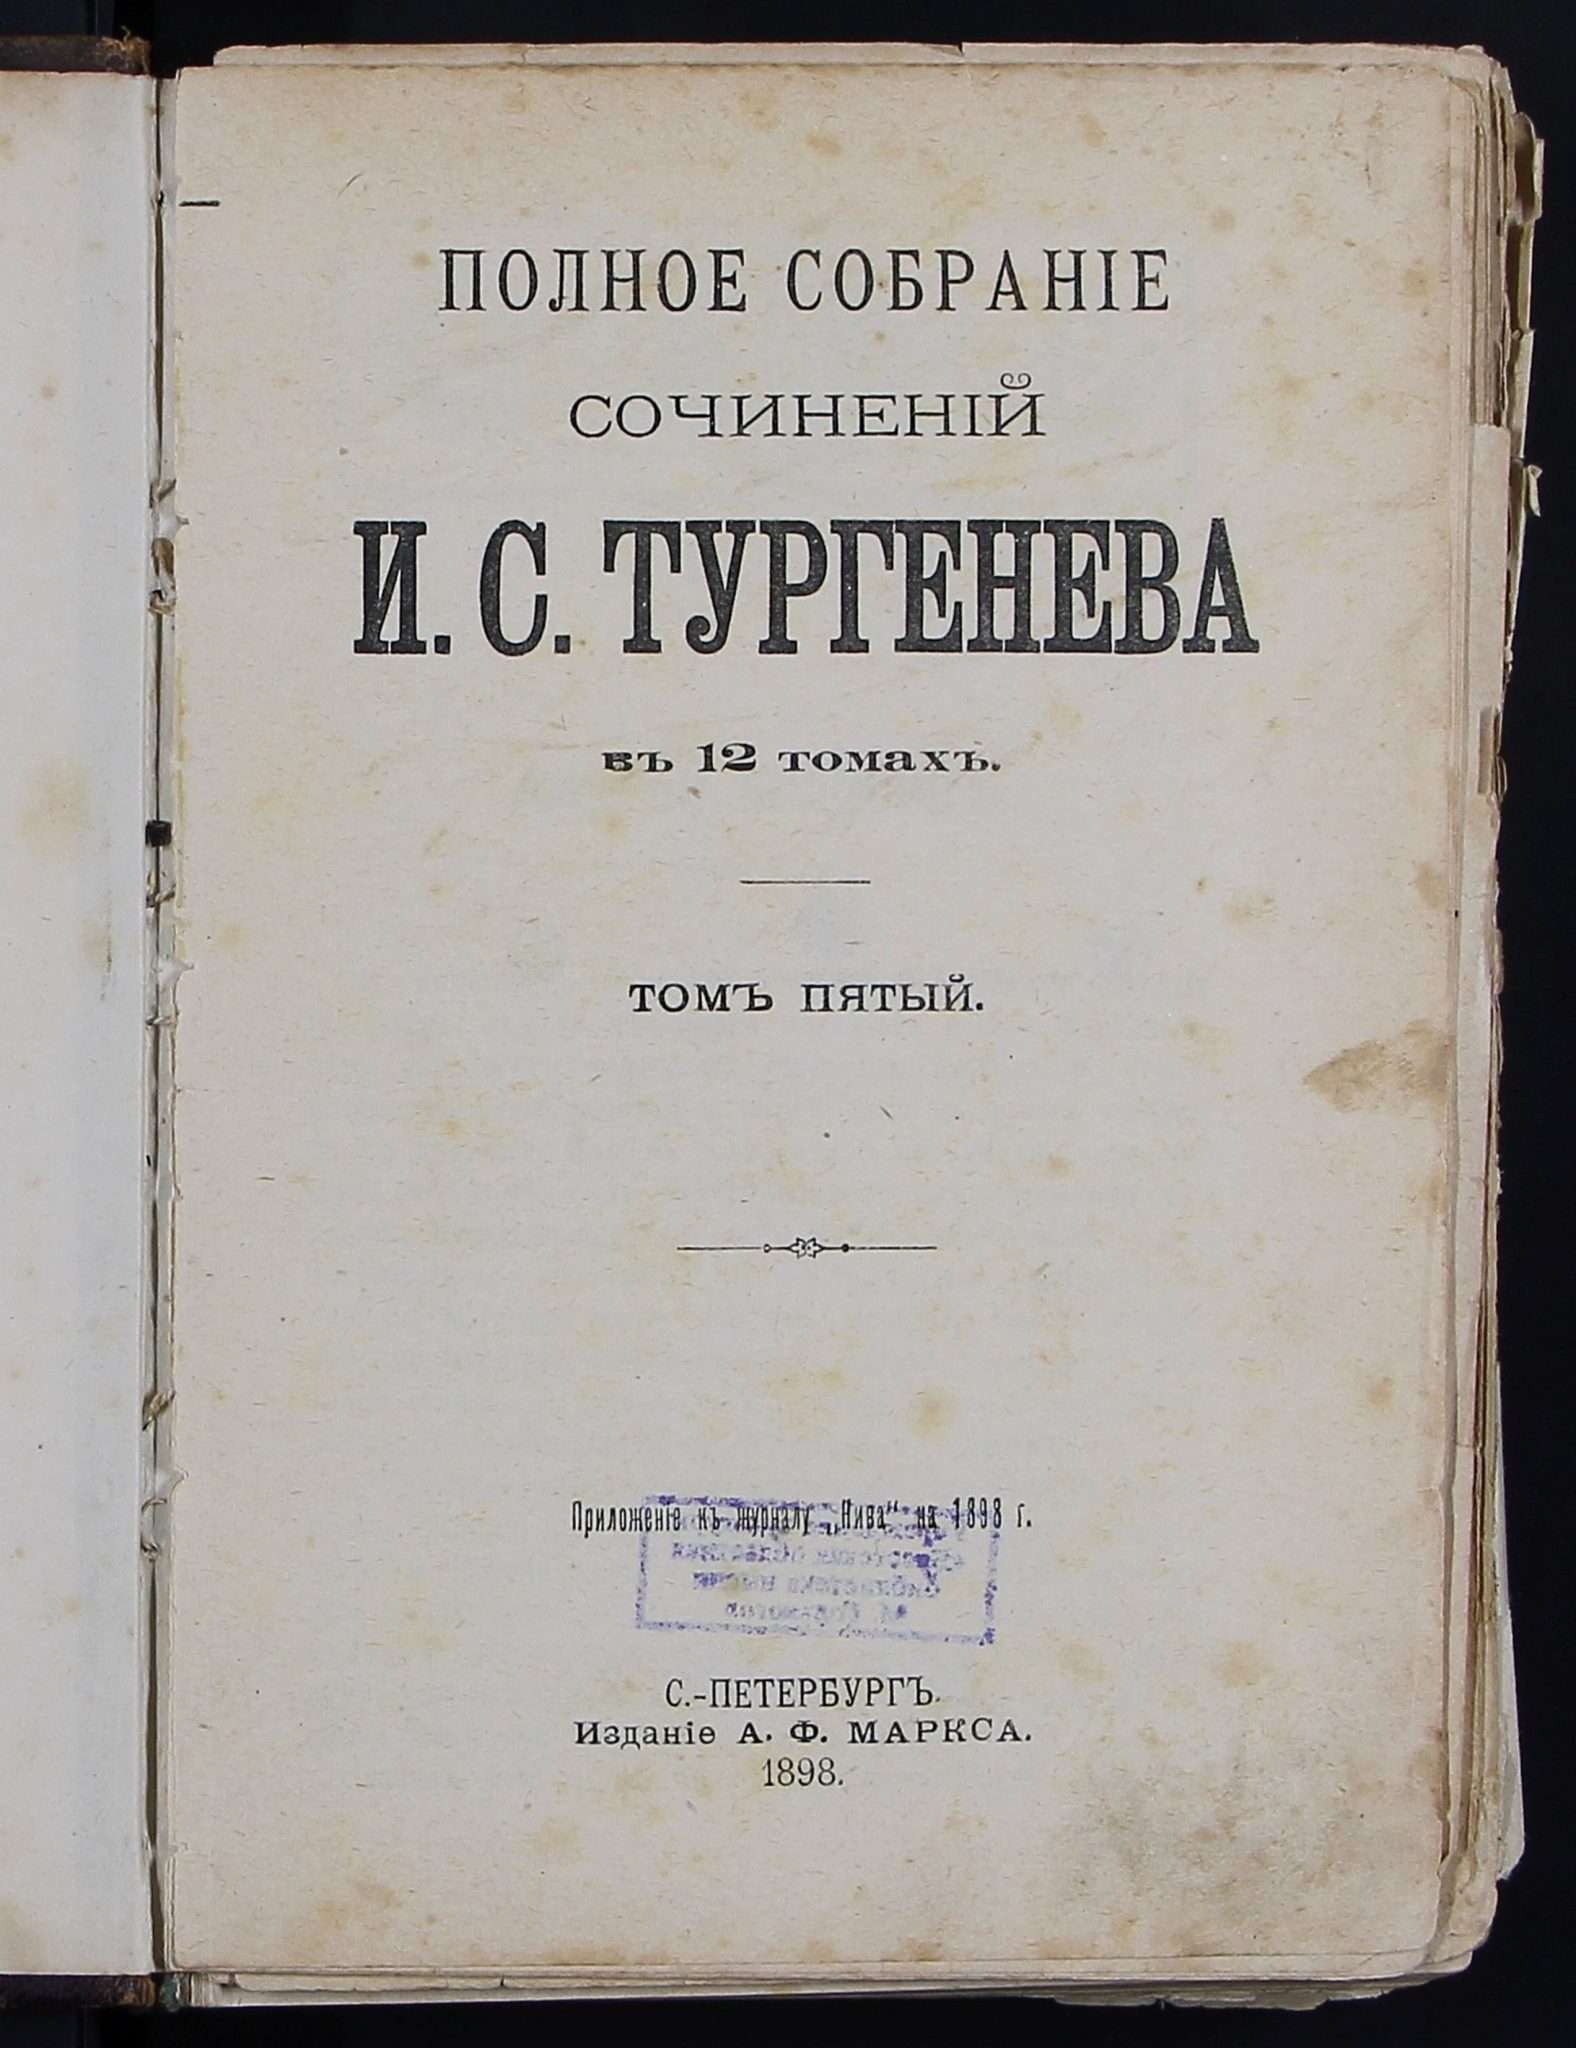 ПОЛНОЕ СОБРАНІЕ
СОЧИНЕНІЙ
И. С. ТУРГЕНЕВА
въ 12 томахъ.
ТОМЪ ПЯТЫЙ.
Приложеніе къ журналу „Нива“ на 1898 г.
С.-ПЕТЕРБУРГЪ.
Изданіе А. Ф. МАРКСА.
1898.